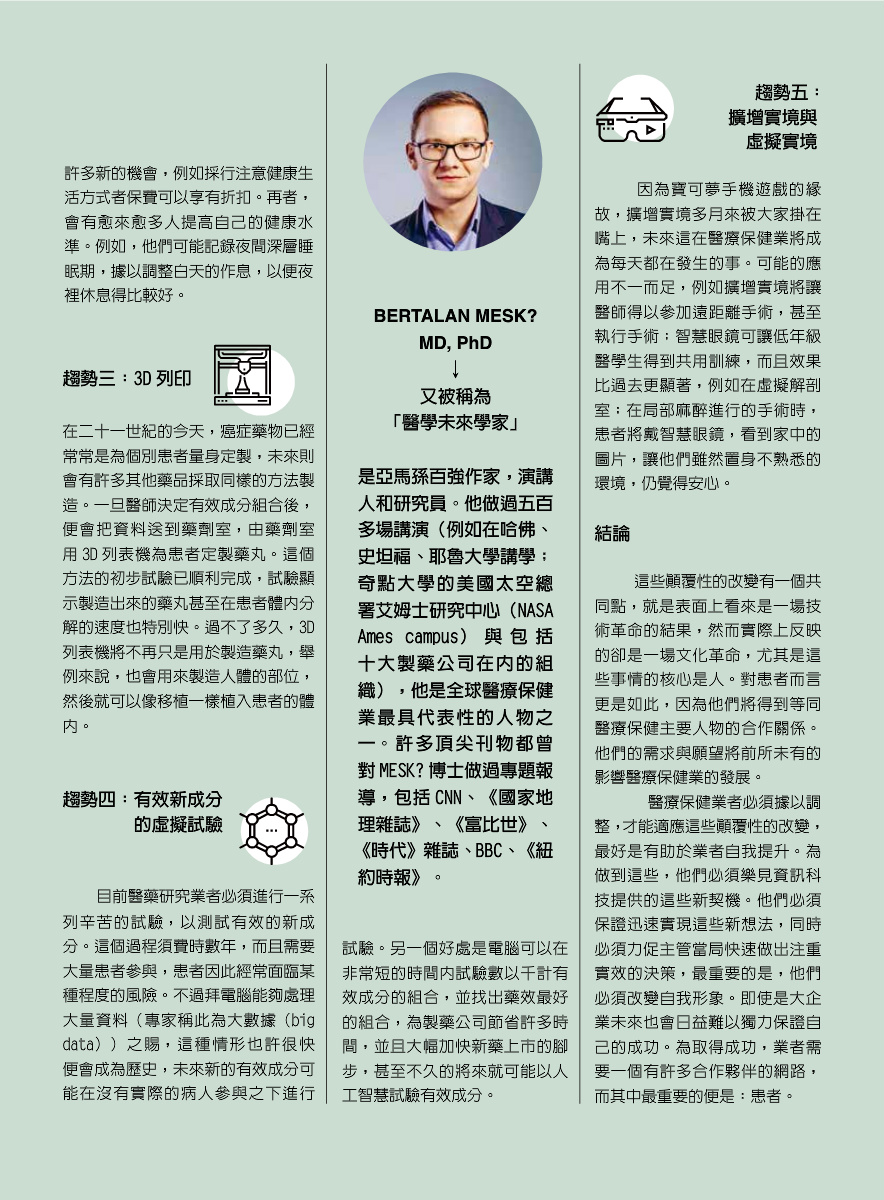 許多新的機會，例如採行注意健康生
活方式者保費可以享有折扣。再者，
會有愈來愈多人提高自己的健康水
準。例如，他們可能記錄夜間深層睡
眠期，據以調整白天的作息，以便夜
裡休息得比較好。
趨勢三：3D 列印
在二十一世紀的今天，癌症藥物已經
常常是為個別患者量身定製，未來則
會有許多其他藥品採取同樣的方法製
造。一旦醫師決定有效成分組合後，
便會把資料送到藥劑室，由藥劑室
用 3D 列表機為患者定製藥丸。這個
方法的初步試驗已順利完成，試驗顯
示製造出來的藥丸甚至在患者體內分
解的速度也特別快。過不了多久，3D
列表機將不再只是用於製造藥丸，舉
例來說，也會用來製造人體的部位，
然後就可以像移植一樣植入患者的體
內。
趨勢四：有效新成分
的虛擬試驗
目前醫藥研究業者必須進行一系
列辛苦的試驗，以測試有效的新成
分。這個過程須費時數年，而且需要
大量患者參與，患者因此經常面臨某
種程度的風險。不過拜電腦能夠處理
大量資料（專家稱此為大數據（big
data））之賜，這種情形也許很快
便會成為歷史，未來新的有效成分可
能在沒有實際的病人參與之下進行
BERTALAN MESK?
MD, PhD
↓
又被稱為
「醫學未來學家」
是亞馬孫百強作家，演講
人和研究員。他做過五百
多場講演（例如在哈佛、
史坦福、耶魯大學講學；
奇點大學的美國太空總
署艾姆士研究中心（NASA
Ames campus）與包括
十大製藥公司在內的組
織），他是全球醫療保健
業最具代表性的人物之
一。許多頂尖刊物都曾
對 MESK? 博士做過專題報
導，包括 CNN、《國家地
理雜誌》、《富比世》、
《時代》雜誌、BBC、《紐
約時報》。
試驗。另一個好處是電腦可以在
非常短的時間內試驗數以千計有
效成分的組合，並找出藥效最好
的組合，為製藥公司節省許多時
間，並且大幅加快新藥上市的腳
步，甚至不久的將來就可能以人
工智慧試驗有效成分。
趨勢五：
擴增實境與
虛擬實境
因為寶可夢手機遊戲的緣
故，擴增實境多月來被大家掛在
嘴上，未來這在醫療保健業將成
為每天都在發生的事。可能的應
用不一而足，例如擴增實境將讓
醫師得以參加遠距離手術，甚至
執行手術；智慧眼鏡可讓低年級
醫學生得到共用訓練，而且效果
比過去更顯著，例如在虛擬解剖
室；在局部麻醉進行的手術時，
患者將戴智慧眼鏡，看到家中的
圖片，讓他們雖然置身不熟悉的
環境，仍覺得安心。
結論
這些顛覆性的改變有一個共
同點，就是表面上看來是一場技
術革命的結果，然而實際上反映
的卻是一場文化革命，尤其是這
些事情的核心是人。對患者而言
更是如此，因為他們將得到等同
醫療保健主要人物的合作關係。
他們的需求與願望將前所未有的
影響醫療保健業的發展。
醫療保健業者必須據以調
整，才能適應這些顛覆性的改變，
最好是有助於業者自我提升。為
做到這些，他們必須樂見資訊科
技提供的這些新契機。他們必須
保證迅速實現這些新想法，同時
必須力促主管當局快速做出注重
實效的決策，最重要的是，他們
必須改變自我形象。即使是大企
業未來也會日益難以獨力保證自
己的成功。為取得成功，業者需
要一個有許多合作夥伴的網路，
而其中最重要的便是：患者。